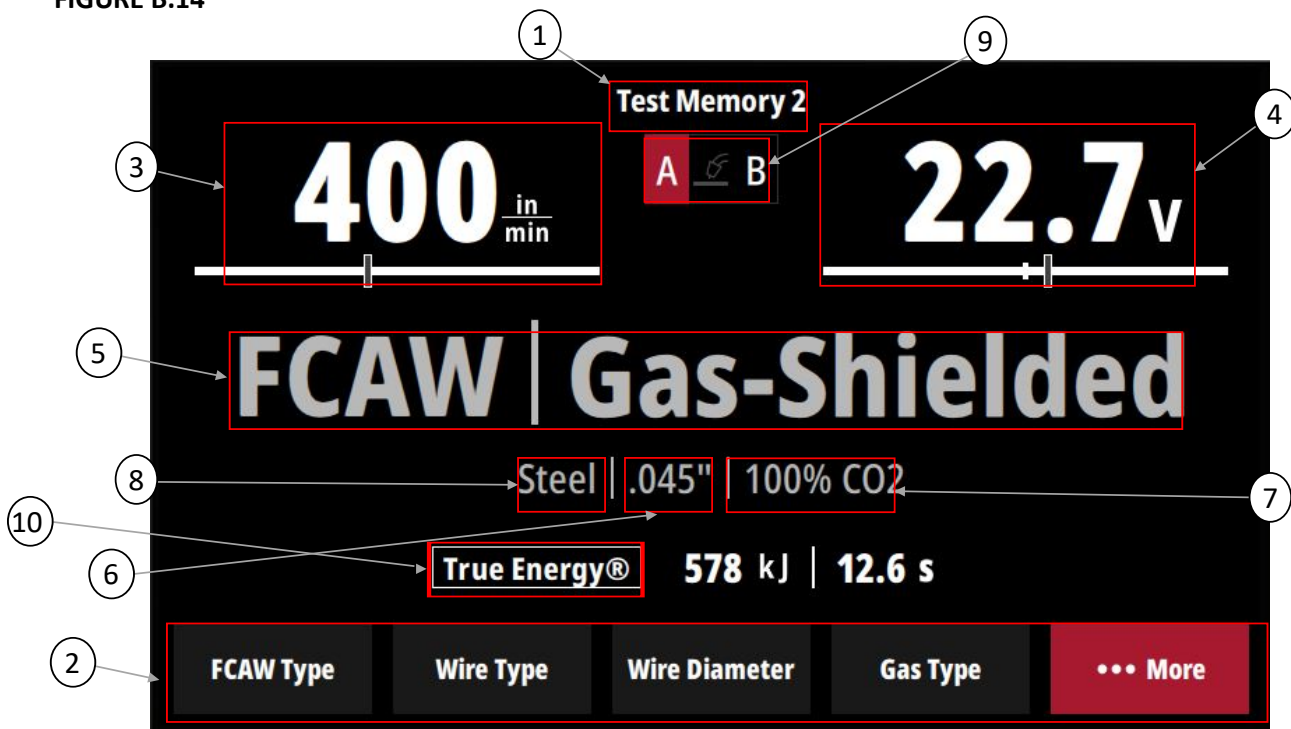 FIGURE B.14
1
9
Test Memory 2
4
3
400 in/min
A B
22.7 V
5
FCAW | Gas-Shielded
8
Steel | .045" | 100% CO2
7
10
6
True Energy® 578 kJ | 12.6 s
2
FCAW Type Wire Type Wire Diameter Gas Type ••• More